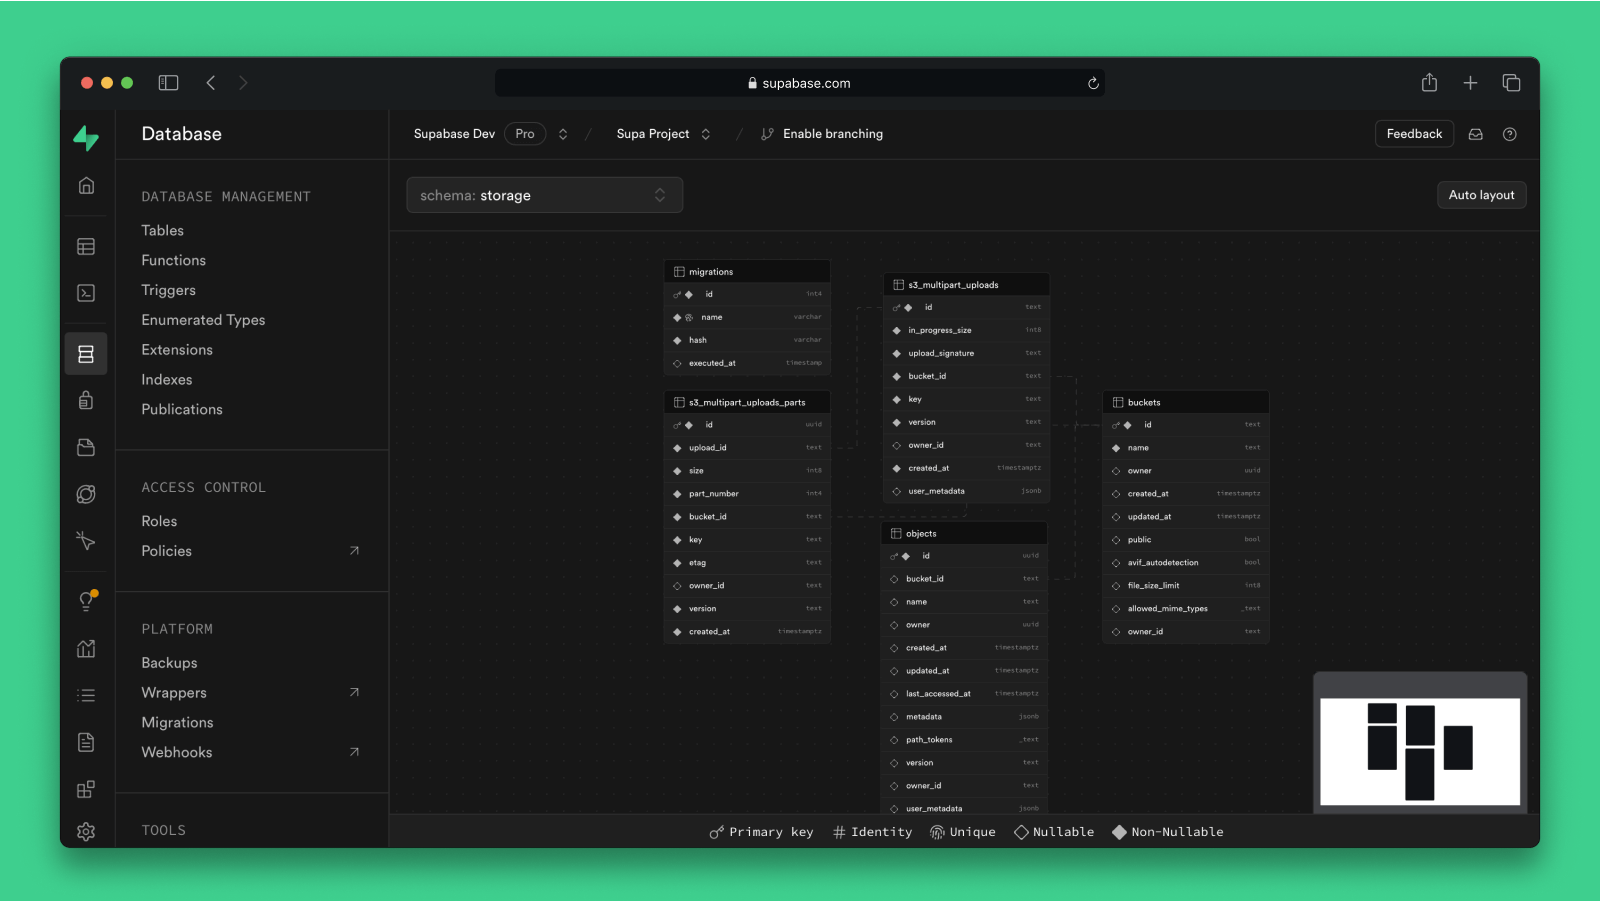 supabase.com
Database
Supabase Dev Pro / Supa Project / Enable branching
Feedback
DATABASE MANAGEMENT
Tables
Functions
Triggers
Enumerated Types
Extensions
Indexes
Publications
ACCESS CONTROL
Roles
Policies
PLATFORM
Backups
Wrappers
Migrations
Webhooks
TOOLS
schema: storage
Auto layout
migrations
id int4
name varchar
hash varchar
executed_at timestamp
s3_multipart_uploads_parts
id uuid
upload_id text
size int8
part_number int4
bucket_id text
key text
etag text
owner_id text
version text
created_at timestamptz
s3_multipart_uploads
id text
in_progress_size int8
upload_signature text
bucket_id text
key text
version text
owner_id text
created_at timestamptz
user_metadata jsonb
objects
id uuid
bucket_id text
name text
owner uuid
created_at timestamptz
updated_at timestamptz
last_accessed_at timestamptz
metadata jsonb
path_tokens _text
version text
owner_id text
user_metadata jsonb
buckets
id text
name text
owner uuid
created_at timestamptz
updated_at timestamptz
public bool
avif_autodetection bool
file_size_limit int8
allowed_mime_types _text
owner_id text
Primary key # Identity Unique Nullable Non-Nullable